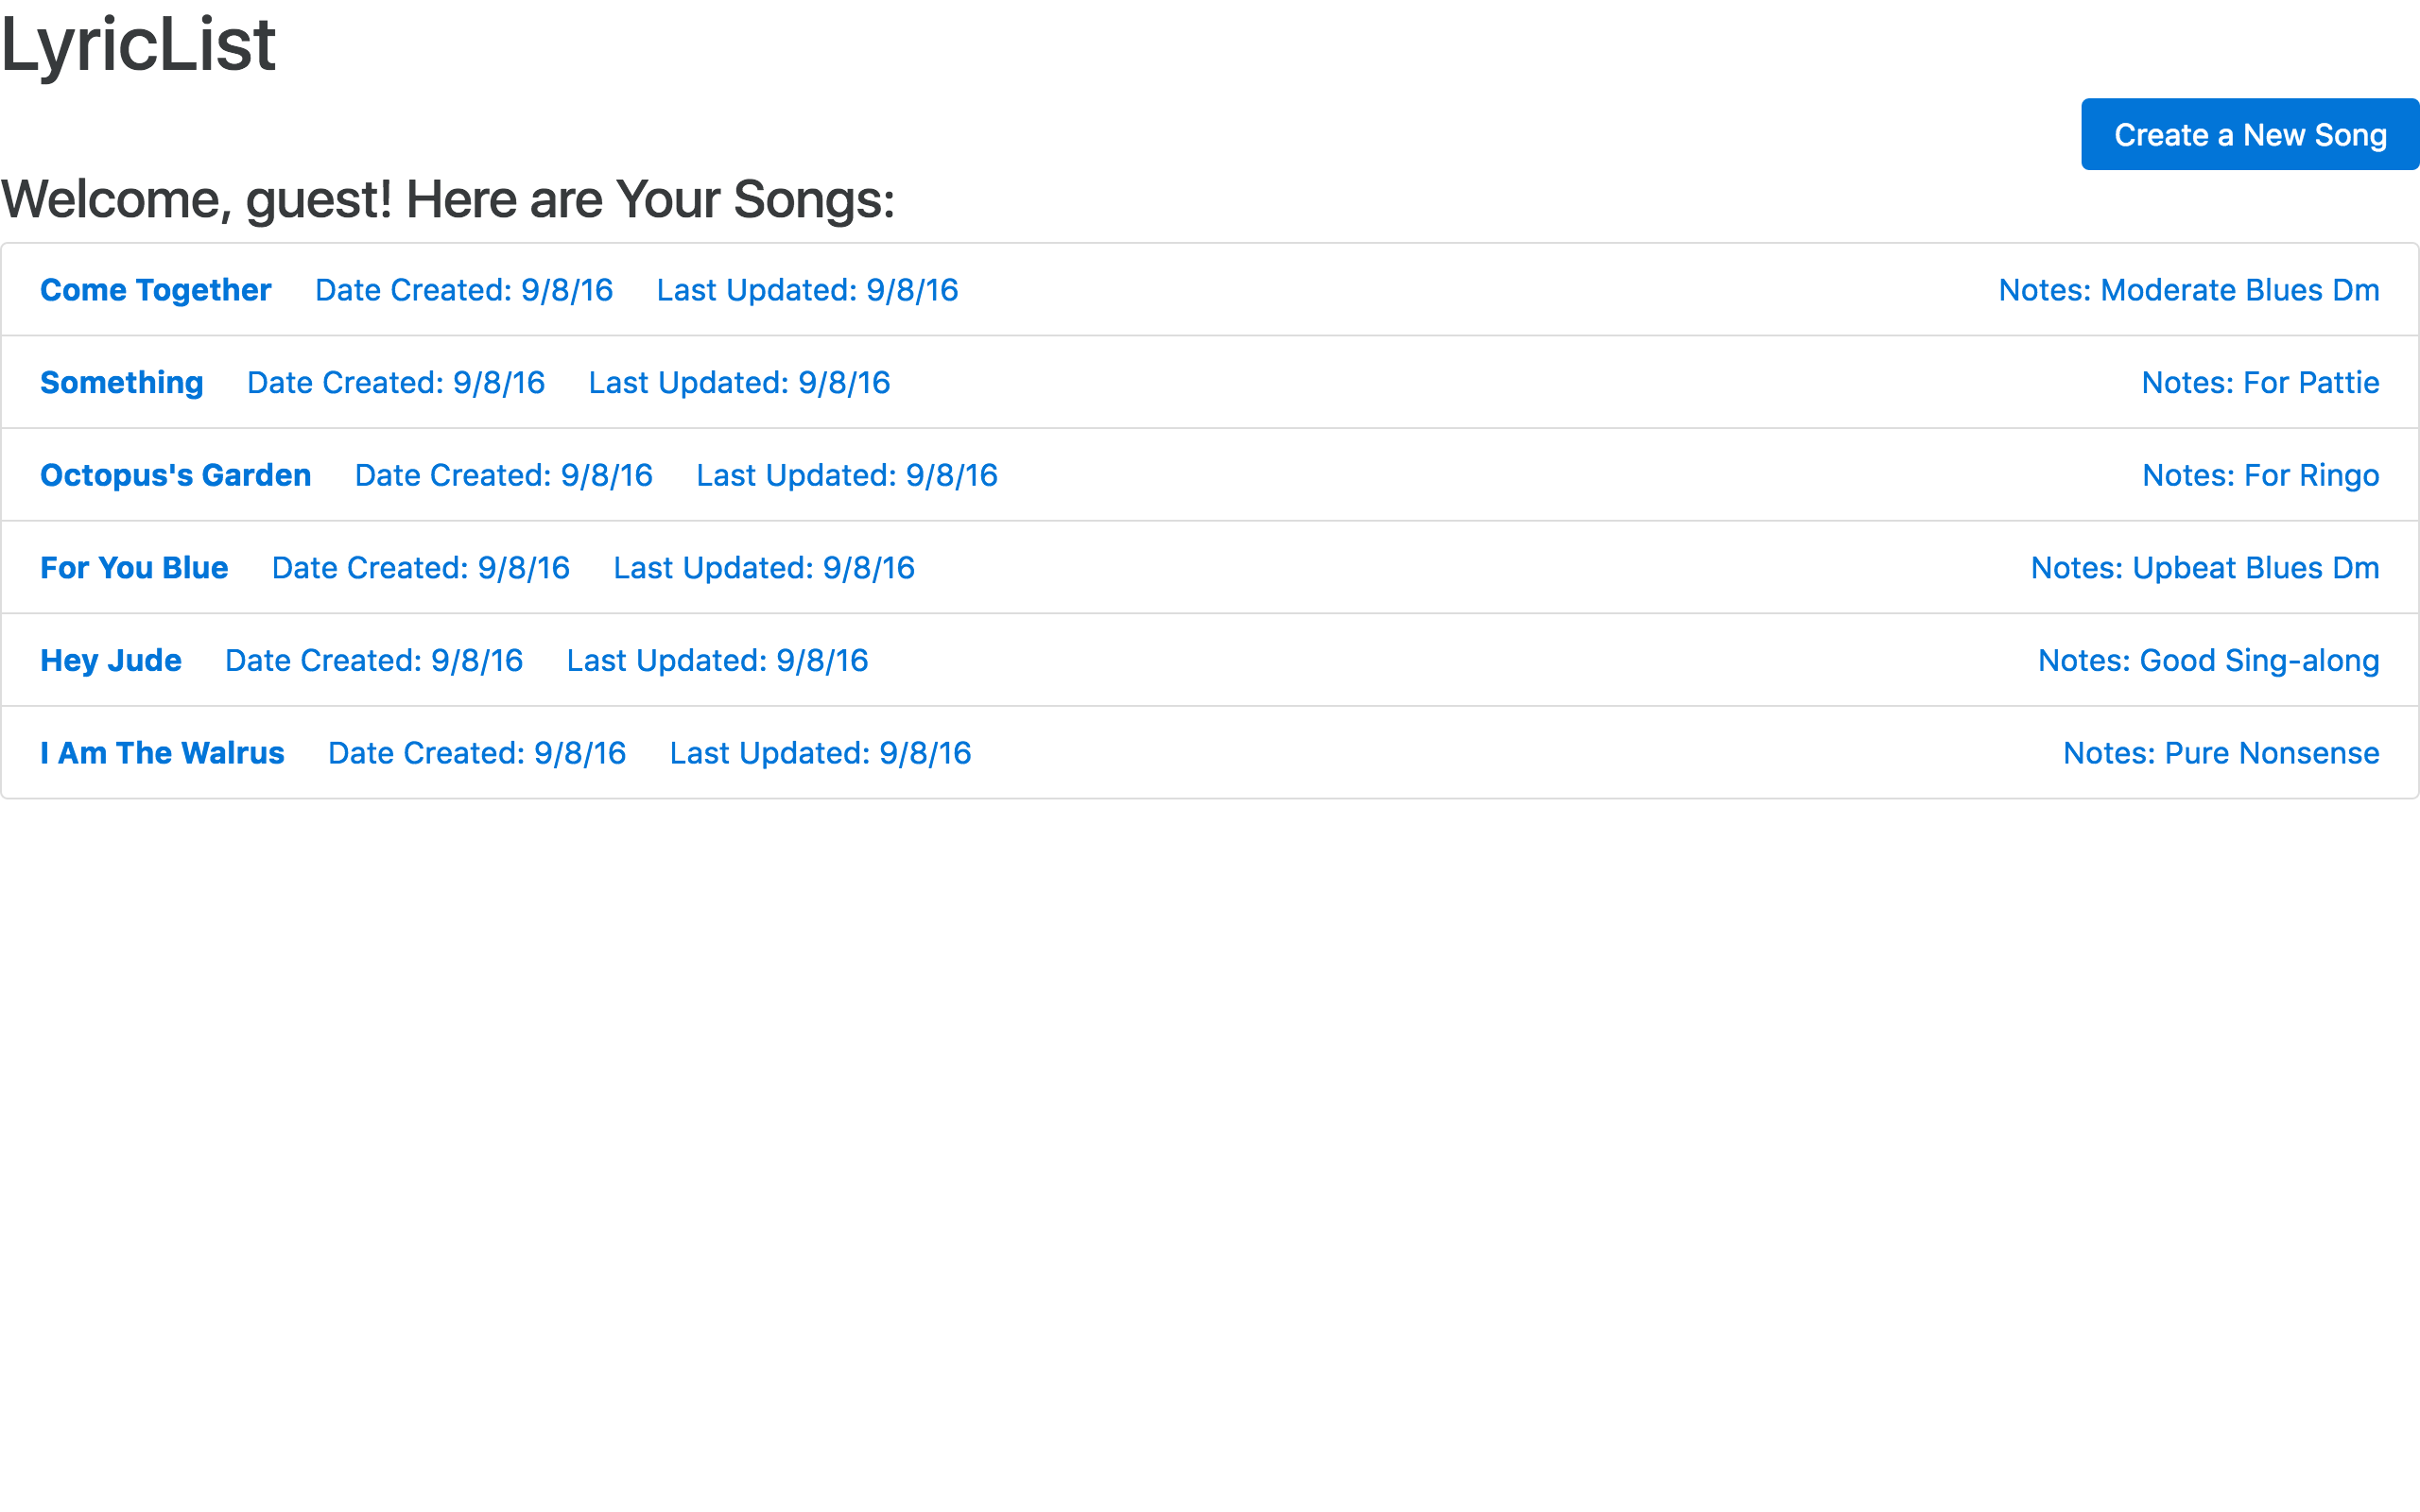 LyricList
Create a New Song
Welcome, guest! Here are Your Songs:
Come Together Date Created: 9/8/16 Last Updated: 9/8/16 Notes: Moderate Blues Dm
Something Date Created: 9/8/16 Last Updated: 9/8/16 Notes: For Pattie
Octopus's Garden Date Created: 9/8/16 Last Updated: 9/8/16 Notes: For Ringo
For You Blue Date Created: 9/8/16 Last Updated: 9/8/16 Notes: Upbeat Blues Dm
Hey Jude Date Created: 9/8/16 Last Updated: 9/8/16 Notes: Good Sing-along
I Am The Walrus Date Created: 9/8/16 Last Updated: 9/8/16 Notes: Pure Nonsense